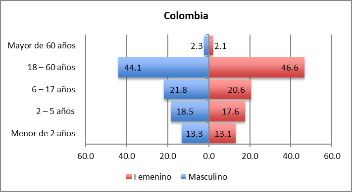 Colombia
Mayor de 60 años
2.3
2.1
18 – 60 años
44.1
46.6
6 – 17 años
21.8
20.6
2 – 5 años
18.5
17.6
Menor de 2 años
13.3
13.1
60.0 40.0 20.0 0.0 20.0 40.0 60.0
Femenino Masculino